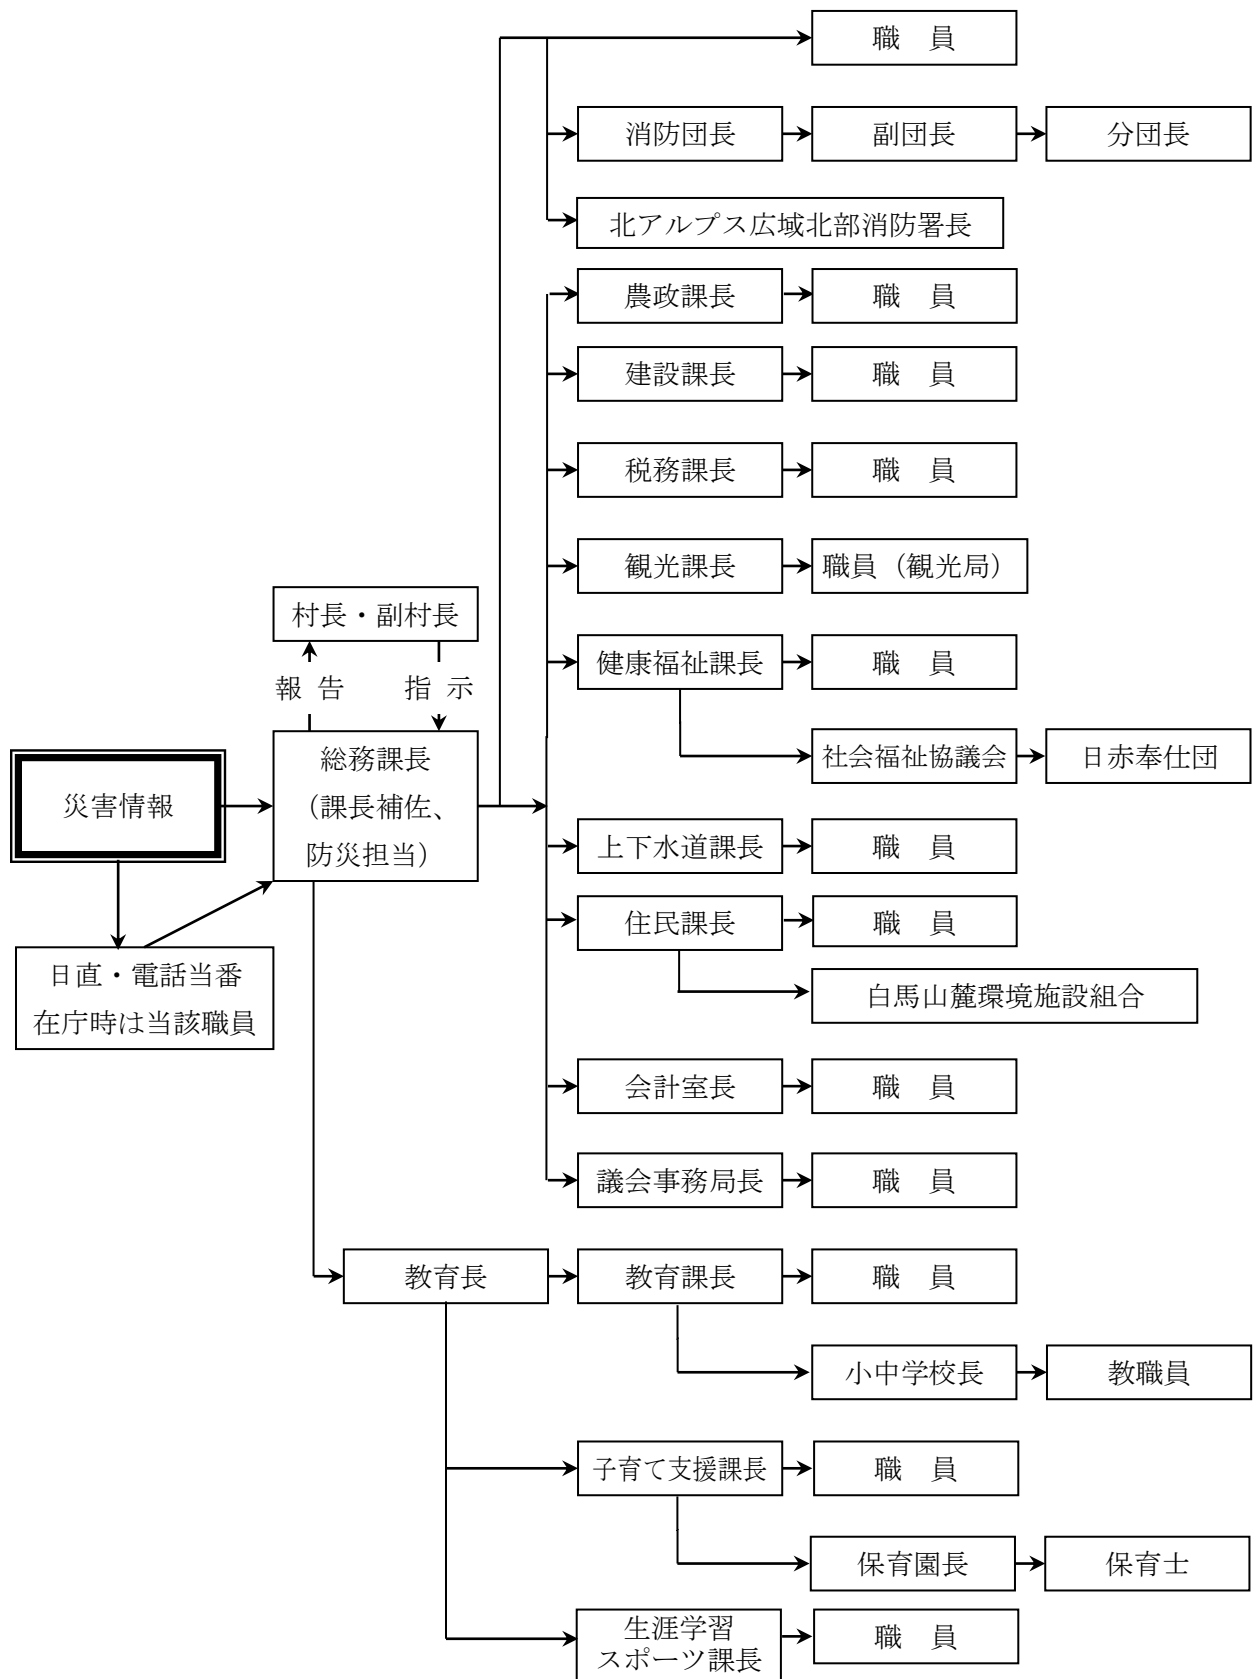 職　員
消防団長
副団長
分団長
北アルプス広域北部消防署長
農政課長
職　員
建設課長
職　員
税務課長
職　員
観光課長
職員（観光局）
村長・副村長
報 告
指 示
健康福祉課長
職　員
社会福祉協議会
日赤奉仕団
災害情報
総務課長
（課長補佐、
防災担当）
上下水道課長
職　員
住民課長
職　員
日直・電話当番
在庁時は当該職員
白馬山麓環境施設組合
会計室長
職　員
議会事務局長
職　員
教育長
教育課長
職　員
小中学校長
教職員
子育て支援課長
職　員
保育園長
保育士
生涯学習
スポーツ課長
職　員